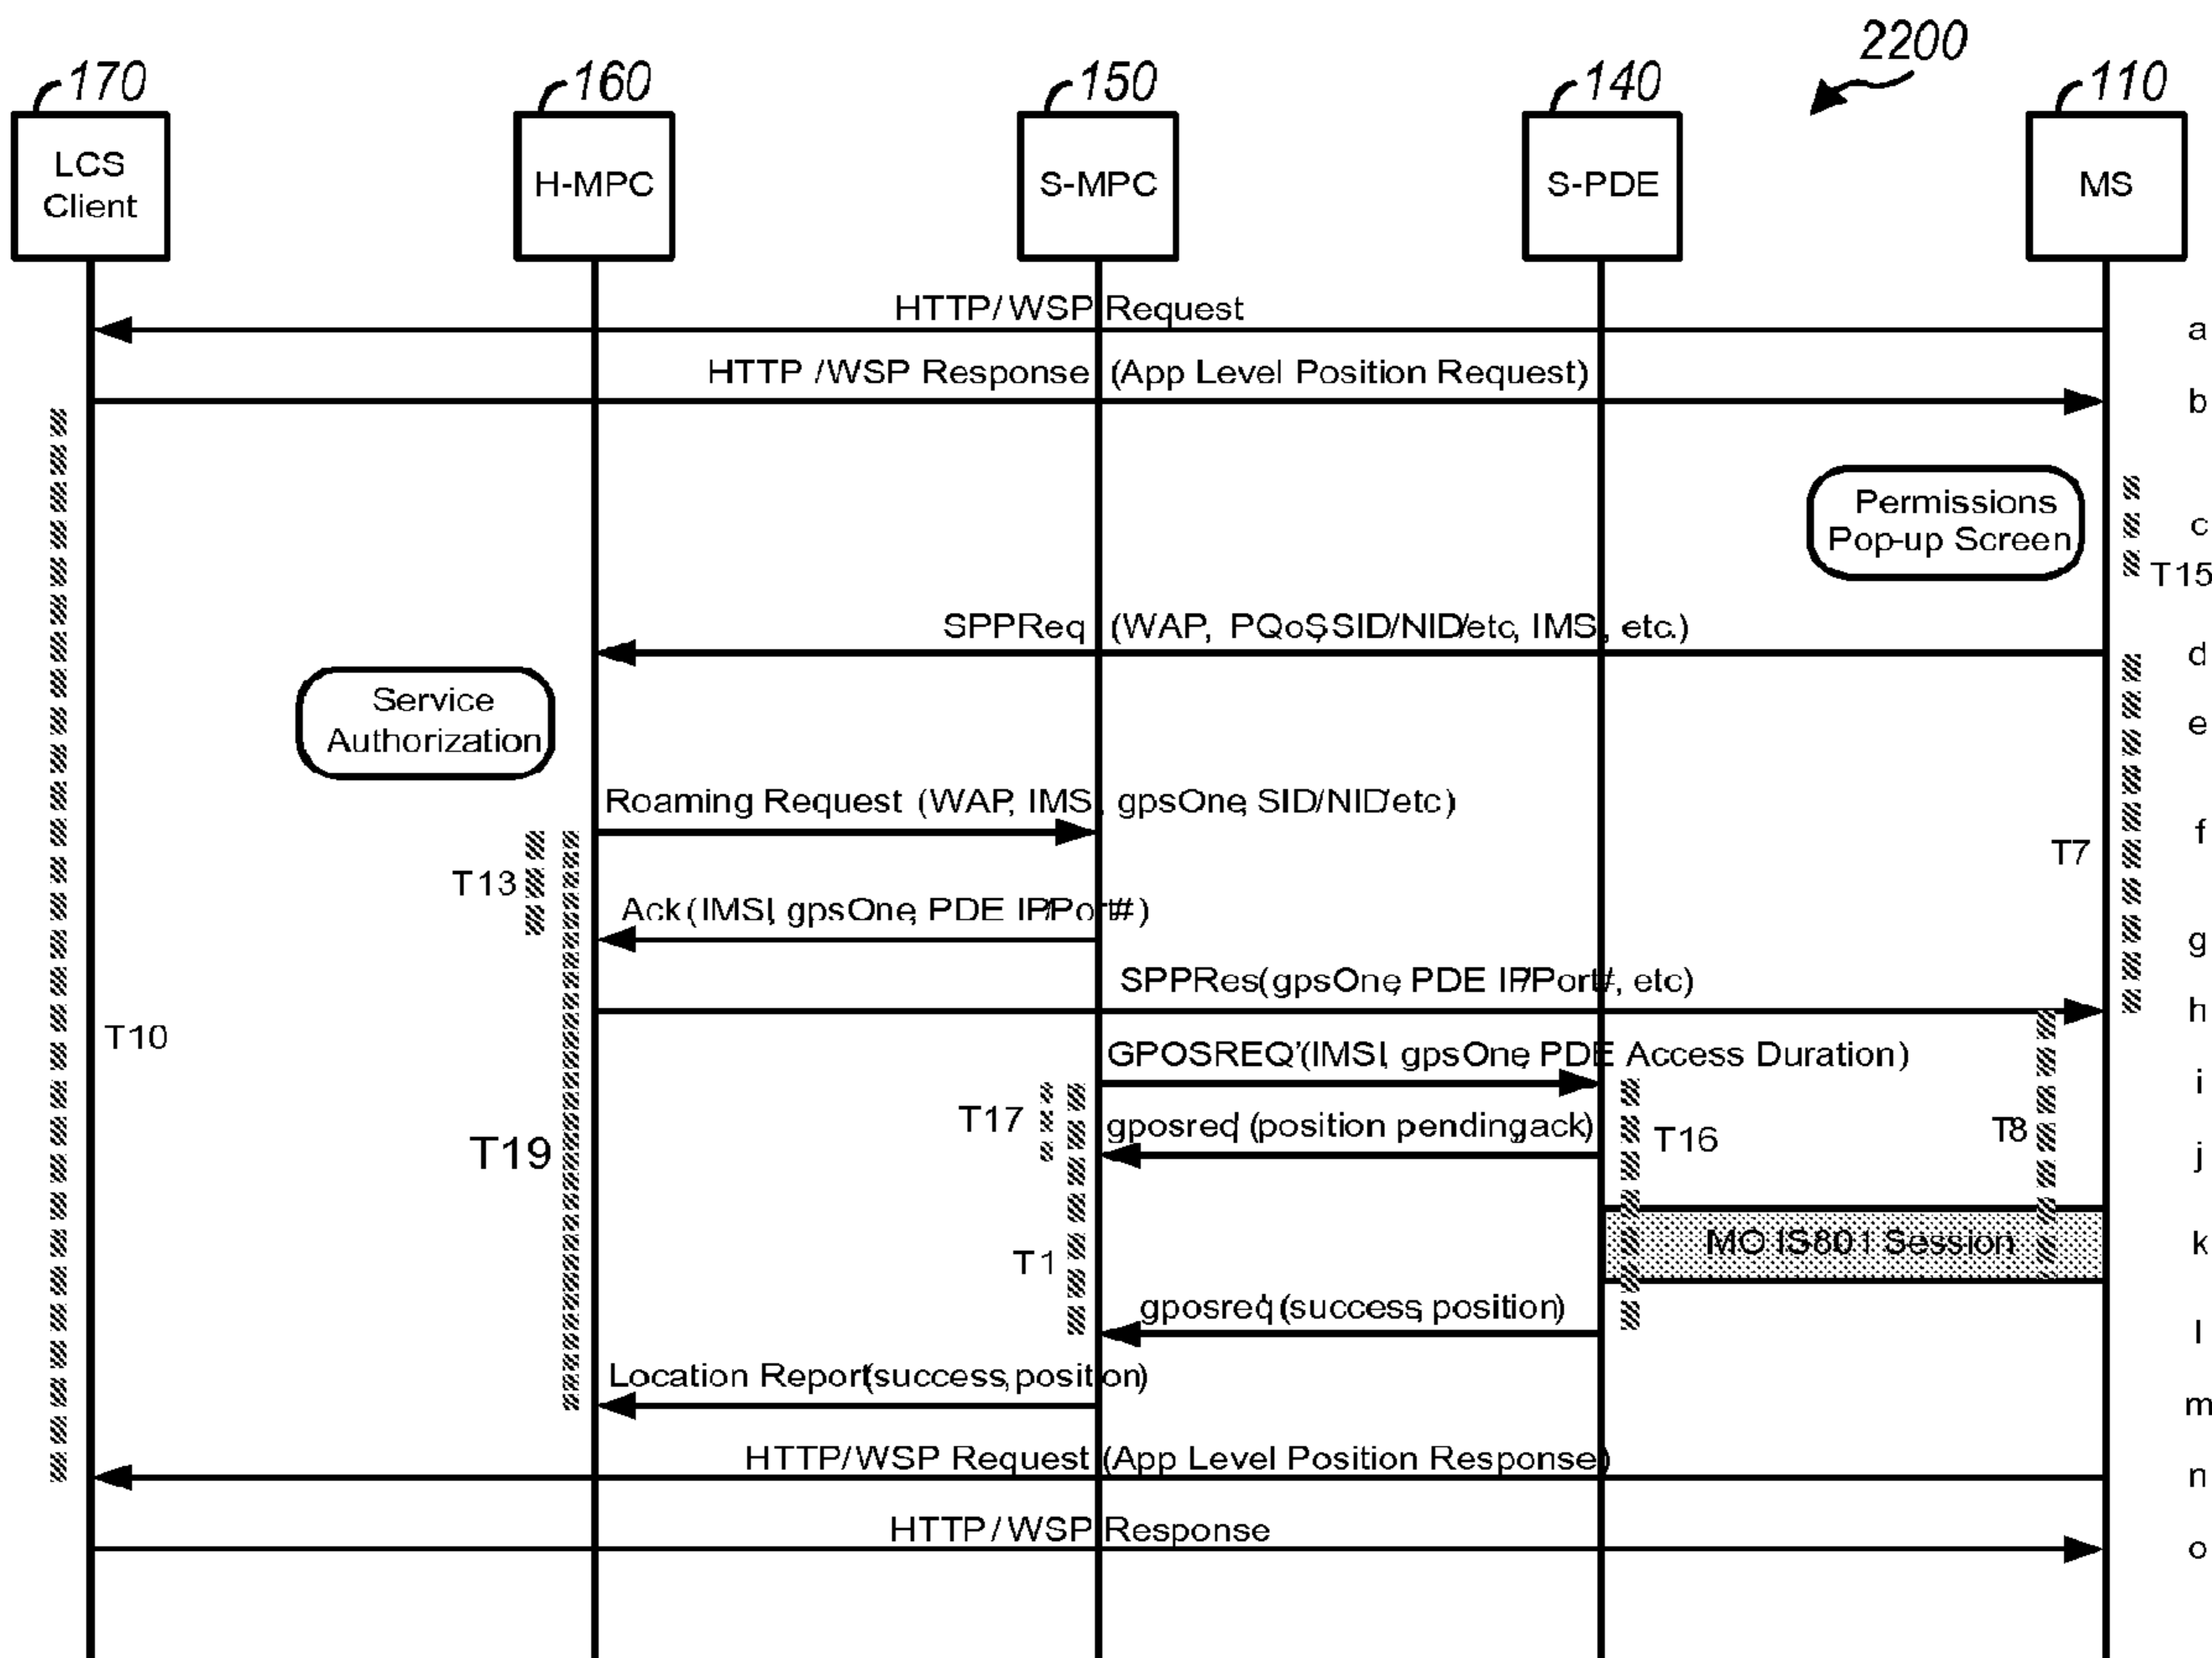 2200
170
160
150
140
110
LCS
Client
H-MPC
S-MPC
S-PDE
MS
HTTP/WSP Request
a
HTTP/WSP Response (App Level Position Request)
b
Permissions
Pop-up Screen
c
T15
SPPReq (WAP, PQoS, SID/NID/etc, IMS, etc.)
d
Service
Authorization
e
Roaming Request (WAP, IMS, gpsOne, SID/NID/etc)
f
T13
T7
Ack (IMSI, gpsOne, PDE IP/Port#)
g
SPPRes (gpsOne, PDE IP/Port#, etc)
h
T10
GPOSREQ' (IMSI, gpsOne, PDE Access Duration)
i
T17
gposreq' (position pending, ack)
T16
T8
T19
j
MO IS801 Session
k
T1
gposreq' (success, position)
l
Location Report (success, position)
m
HTTP/WSP Request (App Level Position Response)
n
HTTP/WSP Response
o